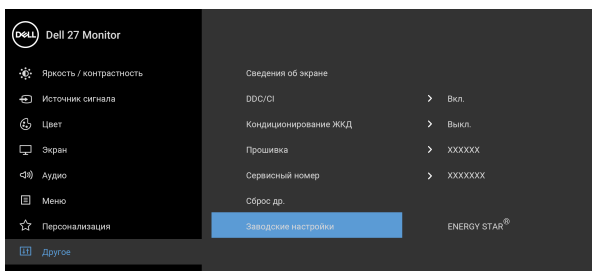 DELL Dell 27 Monitor
Яркость / контрастность
Источник сигнала
Цвет
Экран
Аудио
Меню
Персонализация
Другое
Сведения об экране
DDC/CI > Вкл.
Кондиционирование ЖКД > Выкл.
Прошивка > XXXXXX
Сервисный номер > XXXXXXX
Сброс др.
Заводские настройки ENERGY STAR®